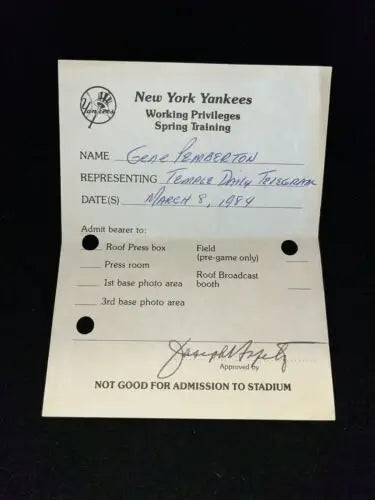 Yankees
New York Yankees
Working Privileges
Spring Training
NAME Gene Pemberton
REPRESENTING Temple Daily Telegram
DATE(S) March 8, 1984
Admit bearer to:
Roof Press box
Field (pre-game only)
Press room
Roof Broadcast booth
1st base photo area
3rd base photo area
Approved by
NOT GOOD FOR ADMISSION TO STADIUM